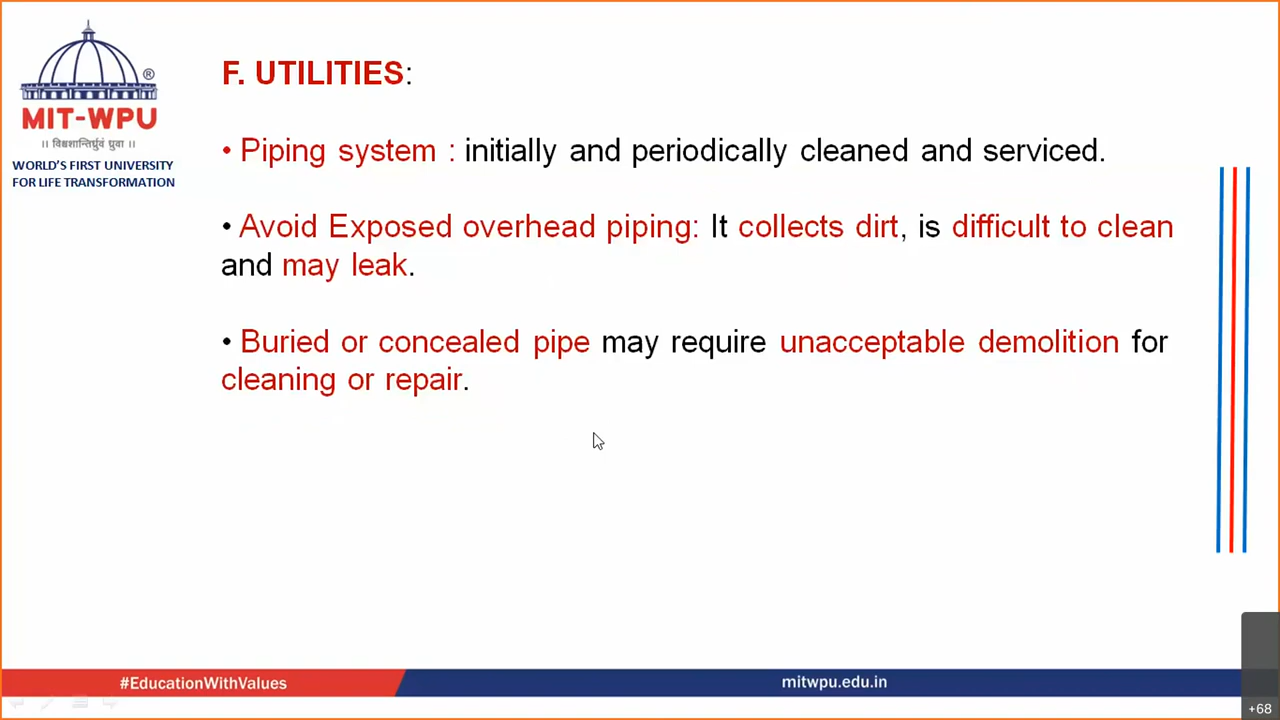 F. UTILITIES:
®
MIT-WPU
।। विश्वशान्तिर्ध्रुवं ध्रुवा ।।
WORLD'S FIRST UNIVERSITY
FOR LIFE TRANSFORMATION
• Piping system : initially and periodically cleaned and serviced.
• Avoid Exposed overhead piping: It collects dirt, is difficult to clean
and may leak.
• Buried or concealed pipe may require unacceptable demolition for
cleaning or repair.
#EducationWithValues
mitwpu.edu.in
+68